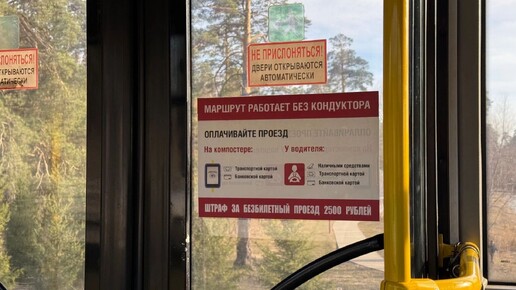 НЕ ПРИСЛОНЯТЬСЯ!
ДВЕРИ ОТКРЫВАЮТСЯ
АВТОМАТИЧЕСКИ
МАРШРУТ РАБОТАЕТ БЕЗ КОНДУКТОРА
ОПЛАЧИВАЙТЕ ПРОЕЗД
На компостере:
Транспортной картой
Банковской картой
У водителя:
Наличными средствами
Транспортной картой
Банковской картой
ШТРАФ ЗА БЕЗБИЛЕТНЫЙ ПРОЕЗД 2500 РУБЛЕЙ